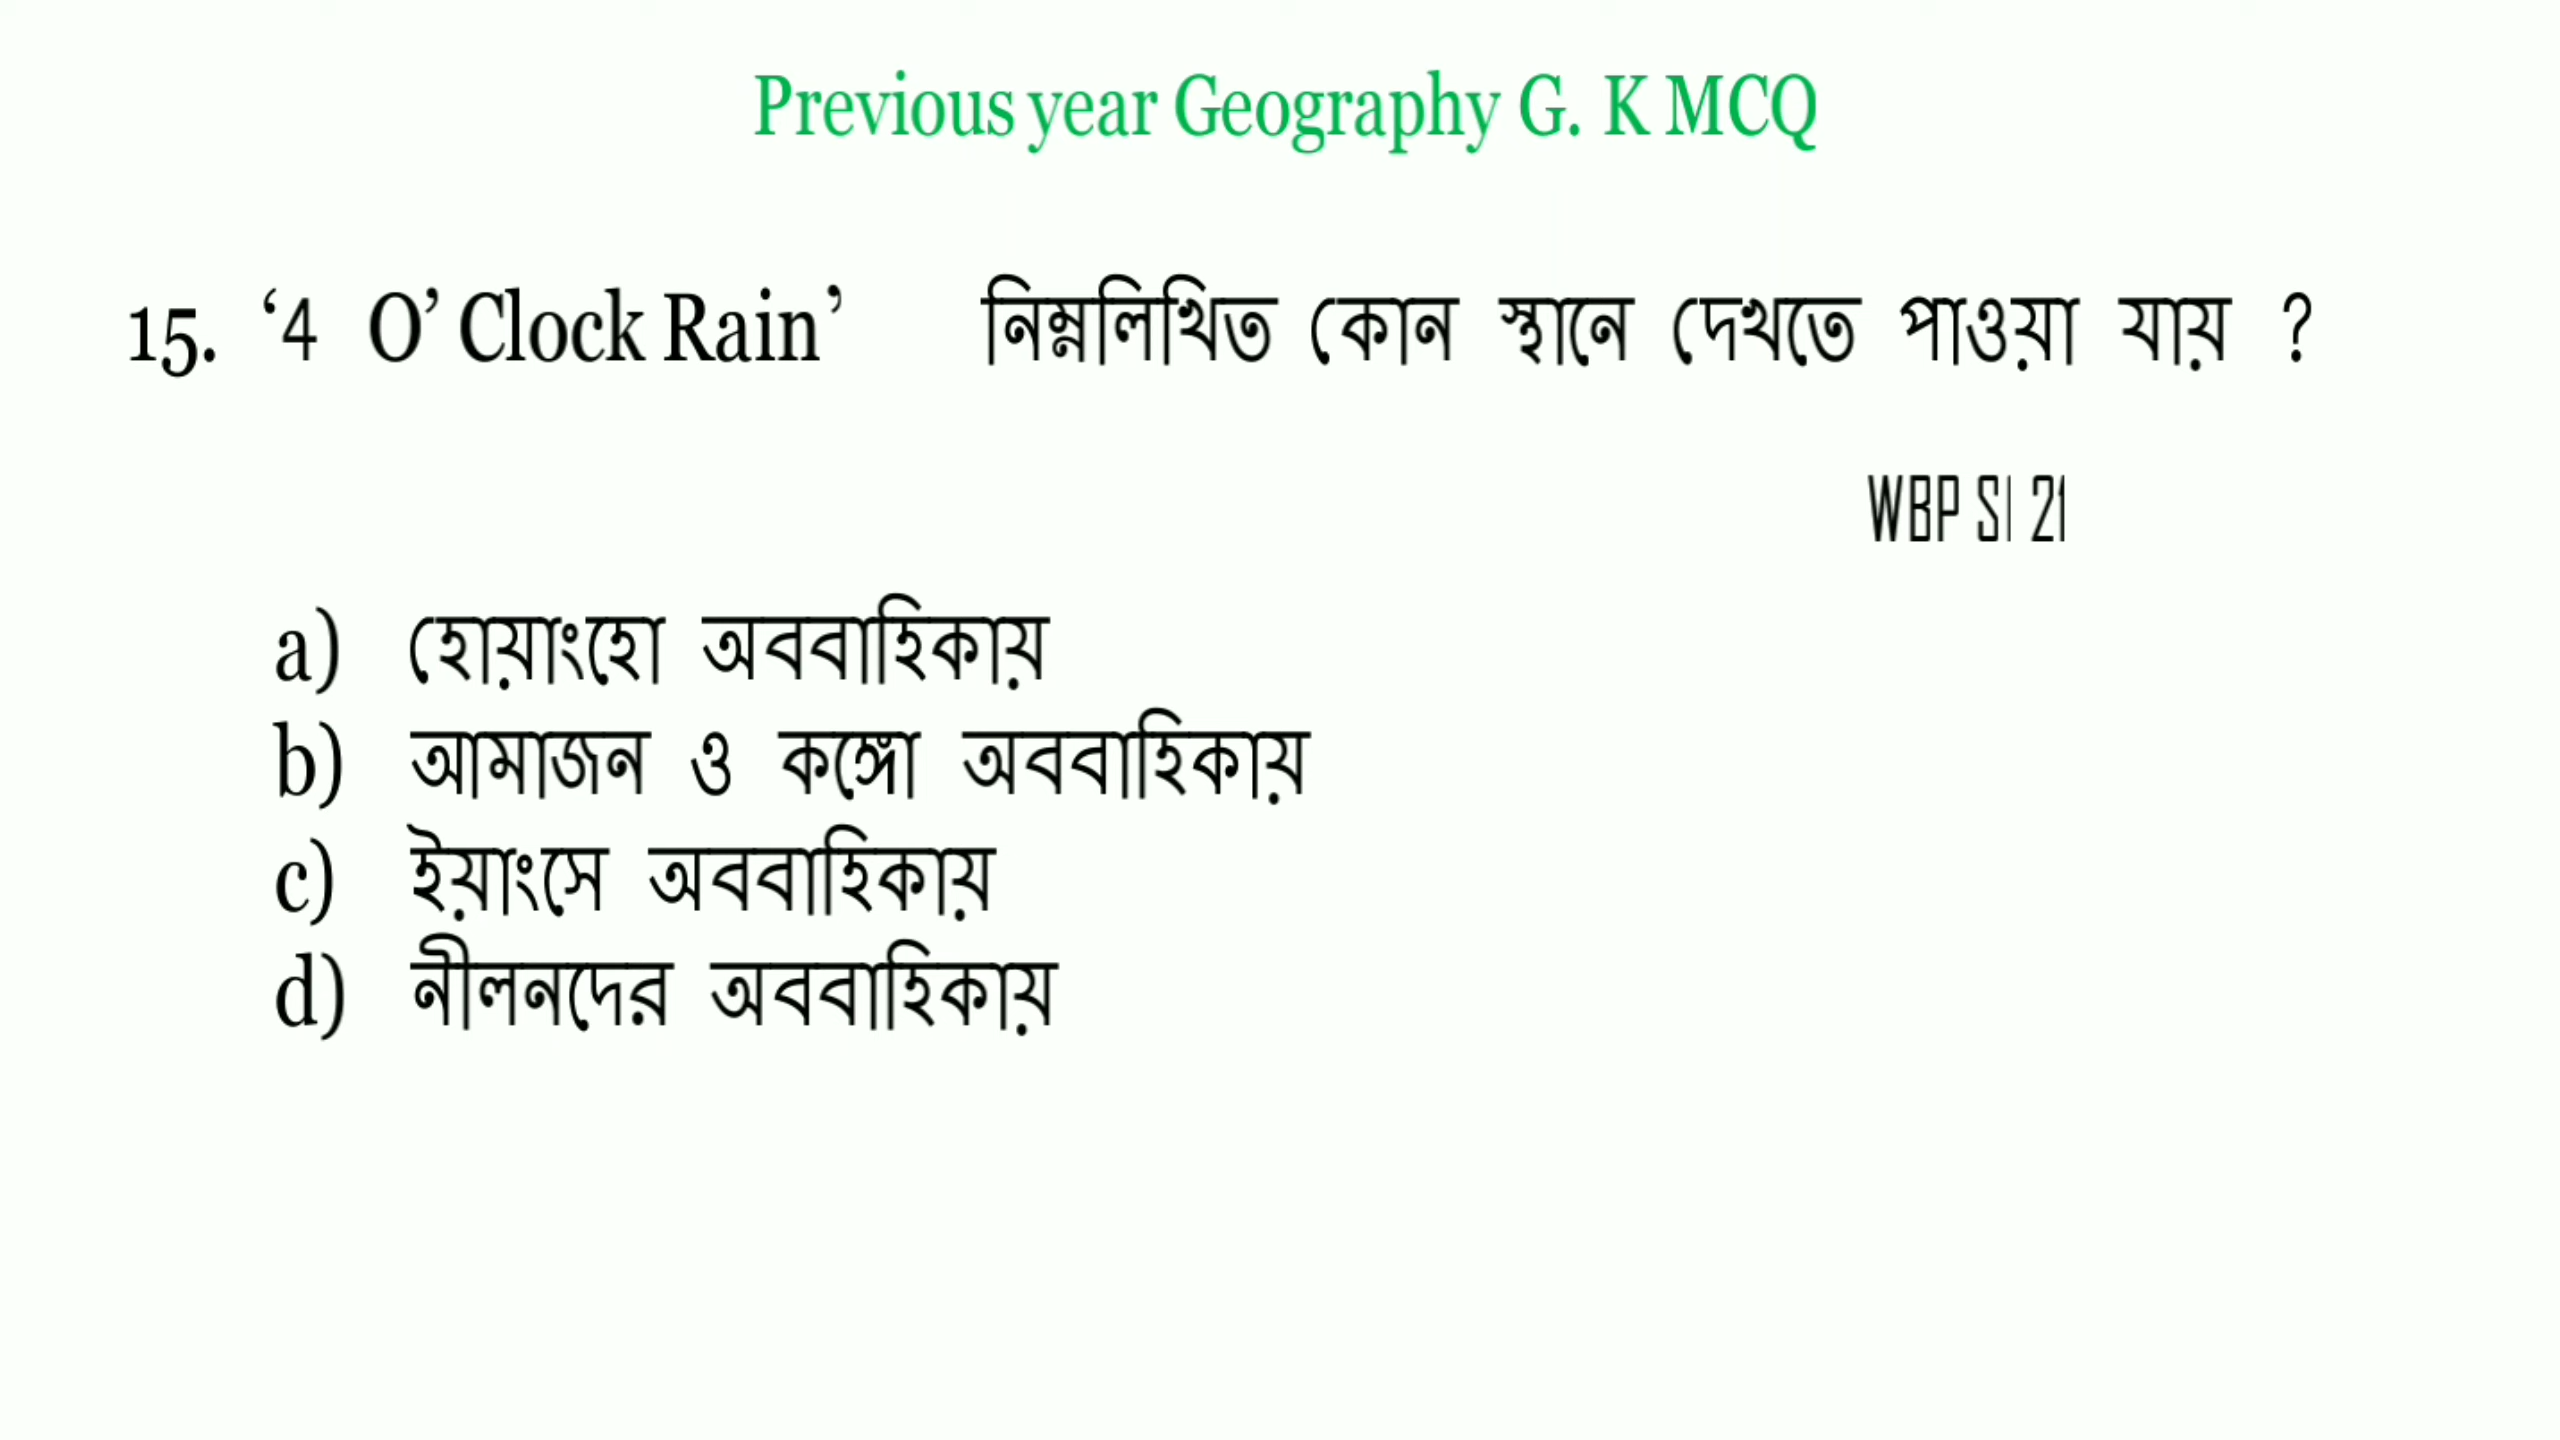 Previous year Geography G. K MCQ
15. ‘4 O’ Clock Rain’ নিম্নলিখিত কোন স্থানে দেখতে পাওয়া যায় ?
WBP SI 21
a) হোয়াংহো অববাহিকায়
b) আমাজন ও কঙ্গো অববাহিকায়
c) ইয়াংসে অববাহিকায়
d) নীলনদের অববাহিকায়